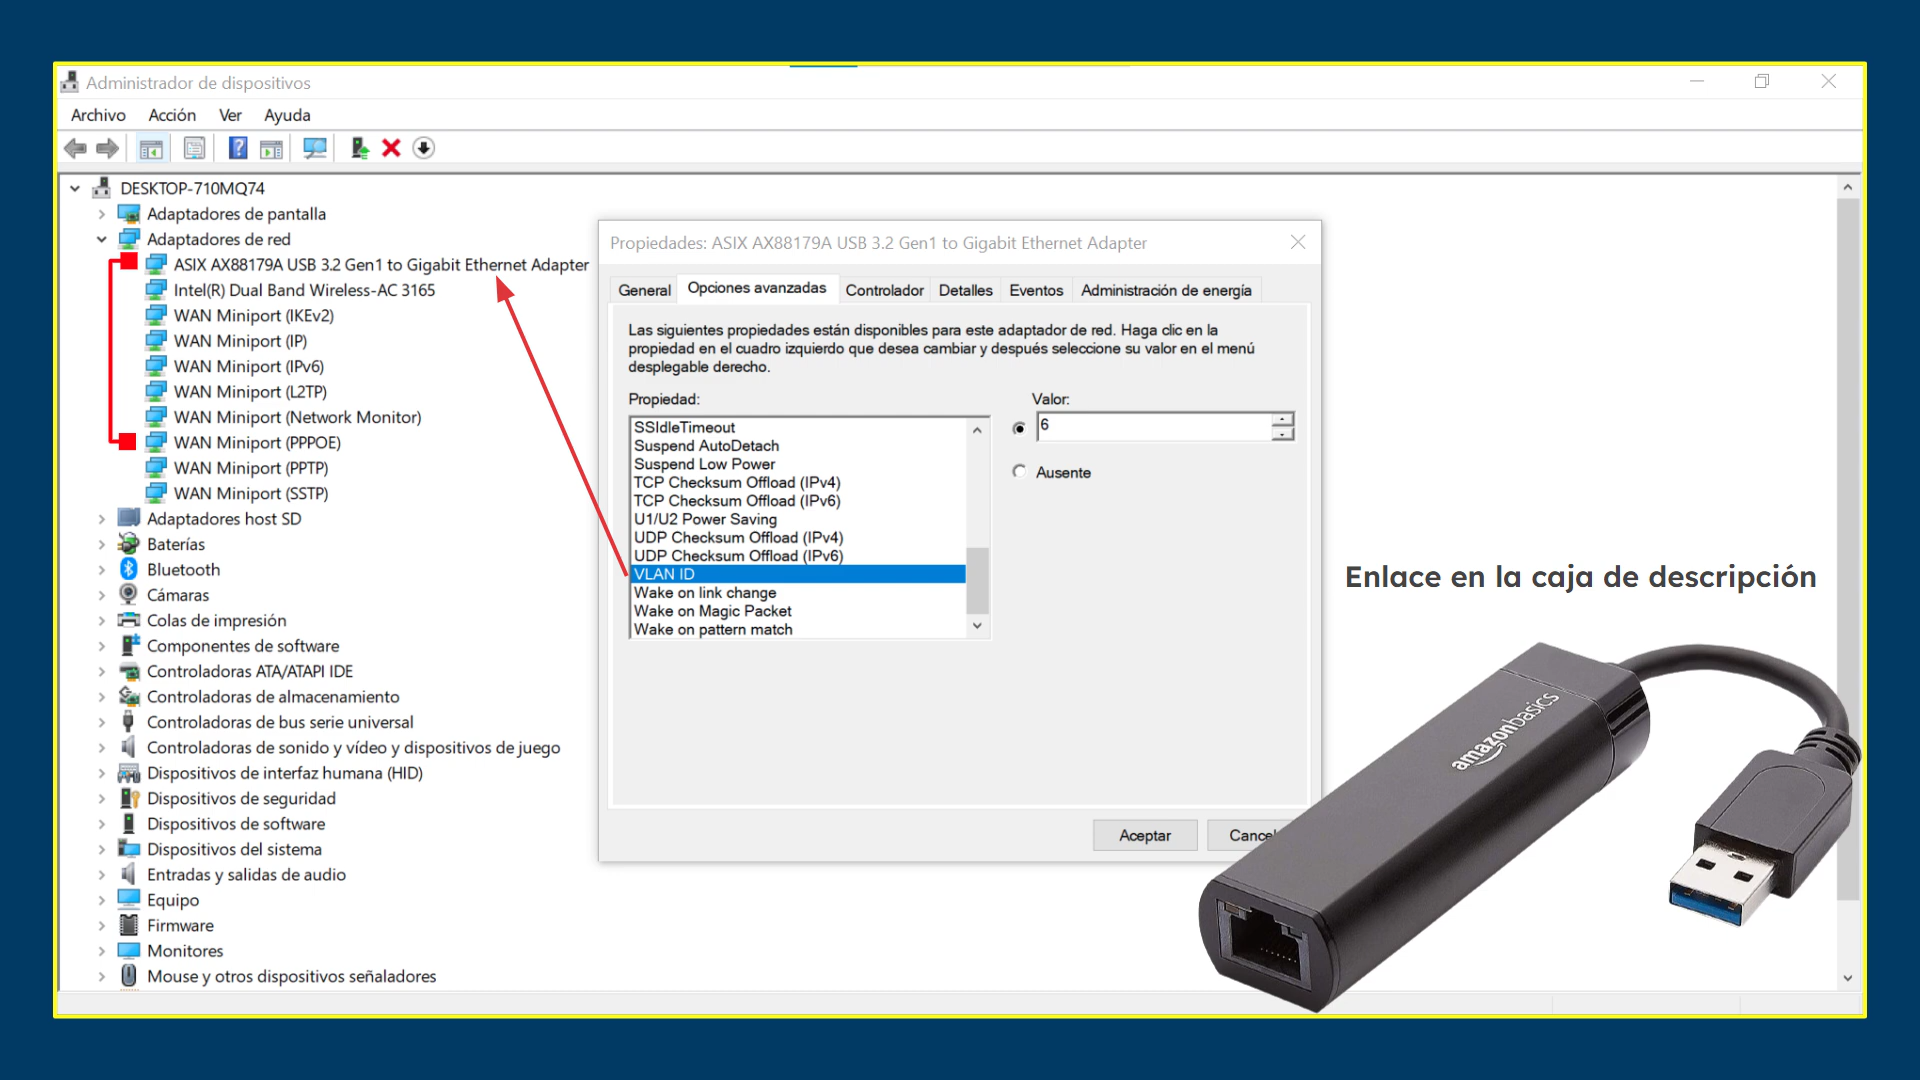 Administrador de dispositivos
Archivo Acción Ver Ayuda
DESKTOP-710MQ74
Adaptadores de pantalla
Adaptadores de red
ASIX AX88179A USB 3.2 Gen1 to Gigabit Ethernet Adapter
Intel(R) Dual Band Wireless-AC 3165
WAN Miniport (IKEv2)
WAN Miniport (IP)
WAN Miniport (IPv6)
WAN Miniport (L2TP)
WAN Miniport (Network Monitor)
WAN Miniport (PPPOE)
WAN Miniport (PPTP)
WAN Miniport (SSTP)
Adaptadores host SD
Baterías
Bluetooth
Cámaras
Colas de impresión
Componentes de software
Controladoras ATA/ATAPI IDE
Controladoras de almacenamiento
Controladoras de bus serie universal
Controladoras de sonido y vídeo y dispositivos de juego
Dispositivos de interfaz humana (HID)
Dispositivos de seguridad
Dispositivos de software
Dispositivos del sistema
Entradas y salidas de audio
Equipo
Firmware
Monitores
Mouse y otros dispositivos señaladores
Propiedades: ASIX AX88179A USB 3.2 Gen1 to Gigabit Ethernet Adapter
General Opciones avanzadas Controlador Detalles Eventos Administración de energía
Las siguientes propiedades están disponibles para este adaptador de red. Haga clic en la
propiedad en el cuadro izquierdo que desea cambiar y después seleccione su valor en el menú
desplegable derecho.
Propiedad:
SSIdleTimeout
Suspend AutoDetach
Suspend Low Power
TCP Checksum Offload (IPv4)
TCP Checksum Offload (IPv6)
U1/U2 Power Saving
UDP Checksum Offload (IPv4)
UDP Checksum Offload (IPv6)
VLAN ID
Wake on link change
Wake on Magic Packet
Wake on pattern match
Valor:
6
Ausente
Aceptar Cancel
Enlace en la caja de descripción
amazonbasics